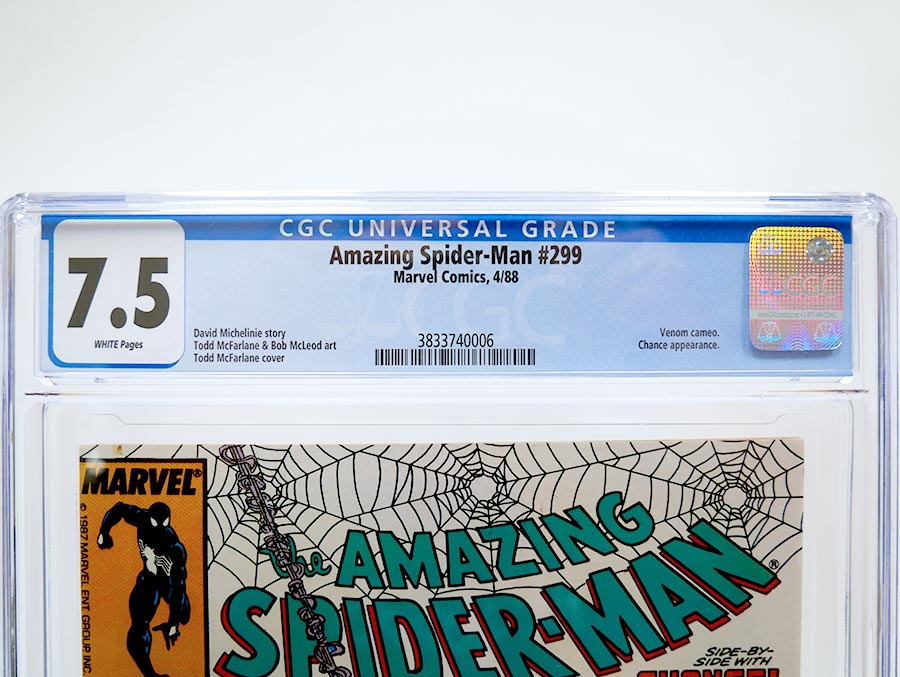 CGC UNIVERSAL GRADE
7.5
WHITE Pages
Amazing Spider-Man #299
Marvel Comics, 4/88
CGC
David Michelinie story
Todd McFarlane & Bob McLeod art
Todd McFarlane cover
3833740006
Venom cameo.
Chance appearance.
CGC
MARVEL®
© 1987 MARVEL ENT. GROUP, INC.
The AMAZING
SPIDER-MAN®
SIDE-BY-
SIDE WITH
CHANCE!